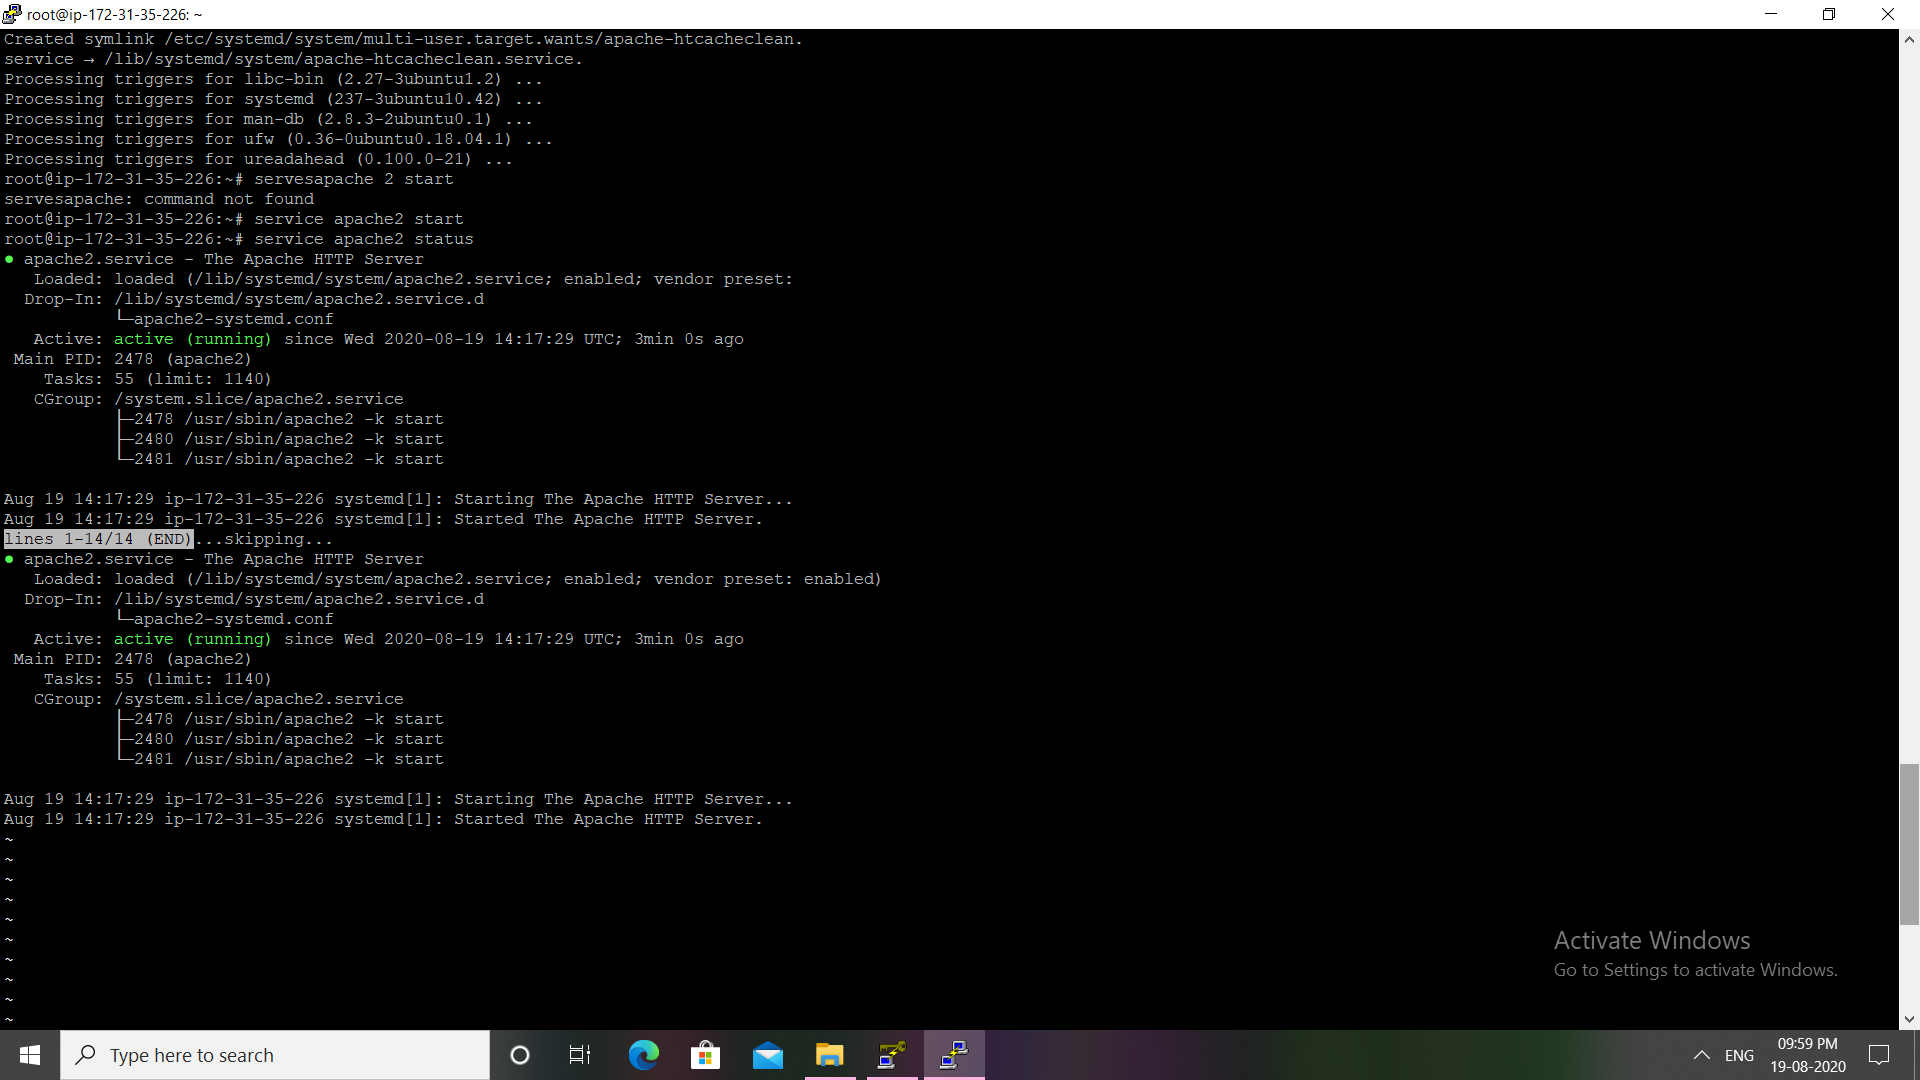 root@ip-172-31-35-226: ~
Created symlink /etc/systemd/system/multi-user.target.wants/apache-htcacheclean.
service → /lib/systemd/system/apache-htcacheclean.service.
Processing triggers for libc-bin (2.27-3ubuntu1.2) ...
Processing triggers for systemd (237-3ubuntu10.42) ...
Processing triggers for man-db (2.8.3-2ubuntu0.1) ...
Processing triggers for ufw (0.36-0ubuntu0.18.04.1) ...
Processing triggers for ureadahead (0.100.0-21) ...
root@ip-172-31-35-226:~# servesapache 2 start
servesapache: command not found
root@ip-172-31-35-226:~# service apache2 start
root@ip-172-31-35-226:~# service apache2 status
● apache2.service - The Apache HTTP Server
   Loaded: loaded (/lib/systemd/system/apache2.service; enabled; vendor preset:
  Drop-In: /lib/systemd/system/apache2.service.d
           └─apache2-systemd.conf
   Active: active (running) since Wed 2020-08-19 14:17:29 UTC; 3min 0s ago
 Main PID: 2478 (apache2)
    Tasks: 55 (limit: 1140)
   CGroup: /system.slice/apache2.service
           ├─2478 /usr/sbin/apache2 -k start
           ├─2480 /usr/sbin/apache2 -k start
           └─2481 /usr/sbin/apache2 -k start

Aug 19 14:17:29 ip-172-31-35-226 systemd[1]: Starting The Apache HTTP Server...
Aug 19 14:17:29 ip-172-31-35-226 systemd[1]: Started The Apache HTTP Server.
lines 1-14/14 (END)...skipping...
● apache2.service - The Apache HTTP Server
   Loaded: loaded (/lib/systemd/system/apache2.service; enabled; vendor preset: enabled)
  Drop-In: /lib/systemd/system/apache2.service.d
           └─apache2-systemd.conf
   Active: active (running) since Wed 2020-08-19 14:17:29 UTC; 3min 0s ago
 Main PID: 2478 (apache2)
    Tasks: 55 (limit: 1140)
   CGroup: /system.slice/apache2.service
           ├─2478 /usr/sbin/apache2 -k start
           ├─2480 /usr/sbin/apache2 -k start
           └─2481 /usr/sbin/apache2 -k start

Aug 19 14:17:29 ip-172-31-35-226 systemd[1]: Starting The Apache HTTP Server...
Aug 19 14:17:29 ip-172-31-35-226 systemd[1]: Started The Apache HTTP Server.
~
~
~
~
~
~
~
~
~
~
Activate Windows
Go to Settings to activate Windows.
Type here to search
ENG
09:59 PM
19-08-2020